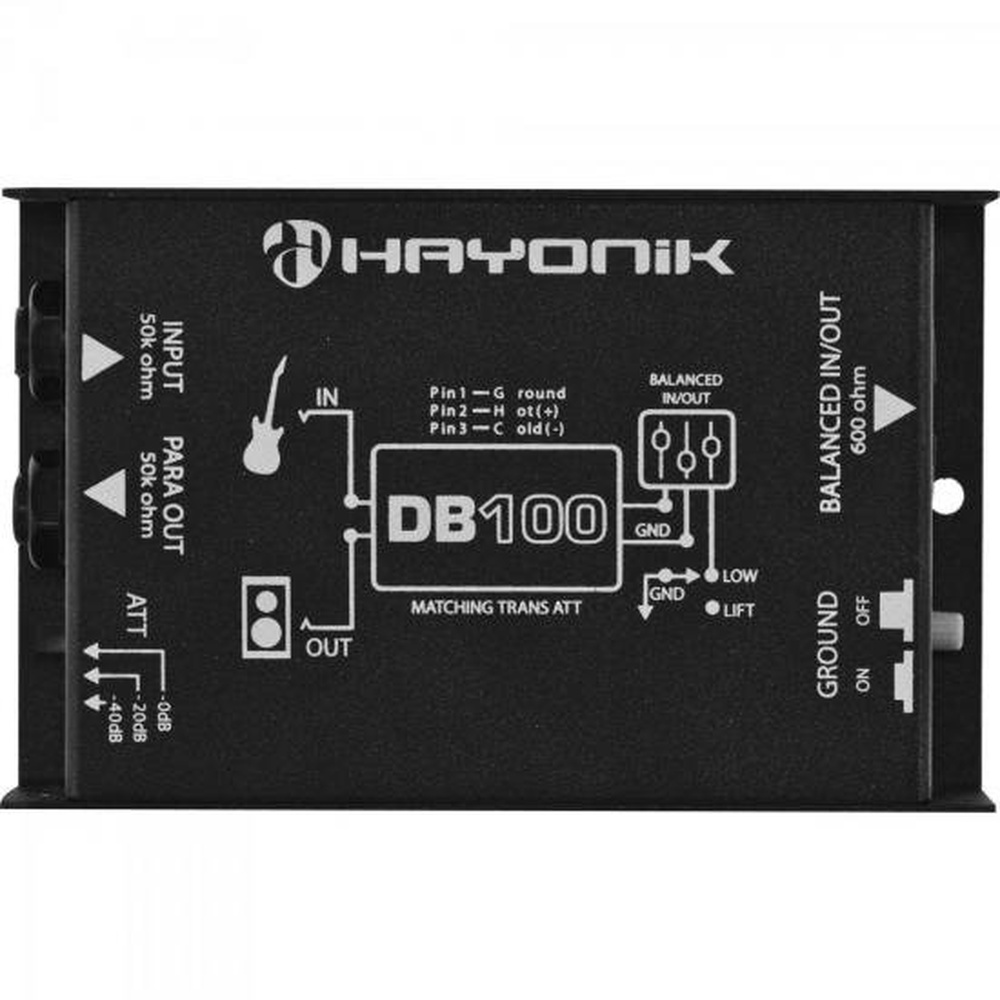 HAYONIK
INPUT
50k ohm
PARA OUT
50k ohm
ATT
-0dB
-20dB
-40dB
IN
Pin1 — G round
Pin2 — H ot(+)
Pin3 — C old(-)
DB100
MATCHING TRANS ATT
OUT
BALANCED
IN/OUT
GND
GND
LOW
LIFT
BALANCED IN/OUT
600 ohm
GROUND
OFF
ON